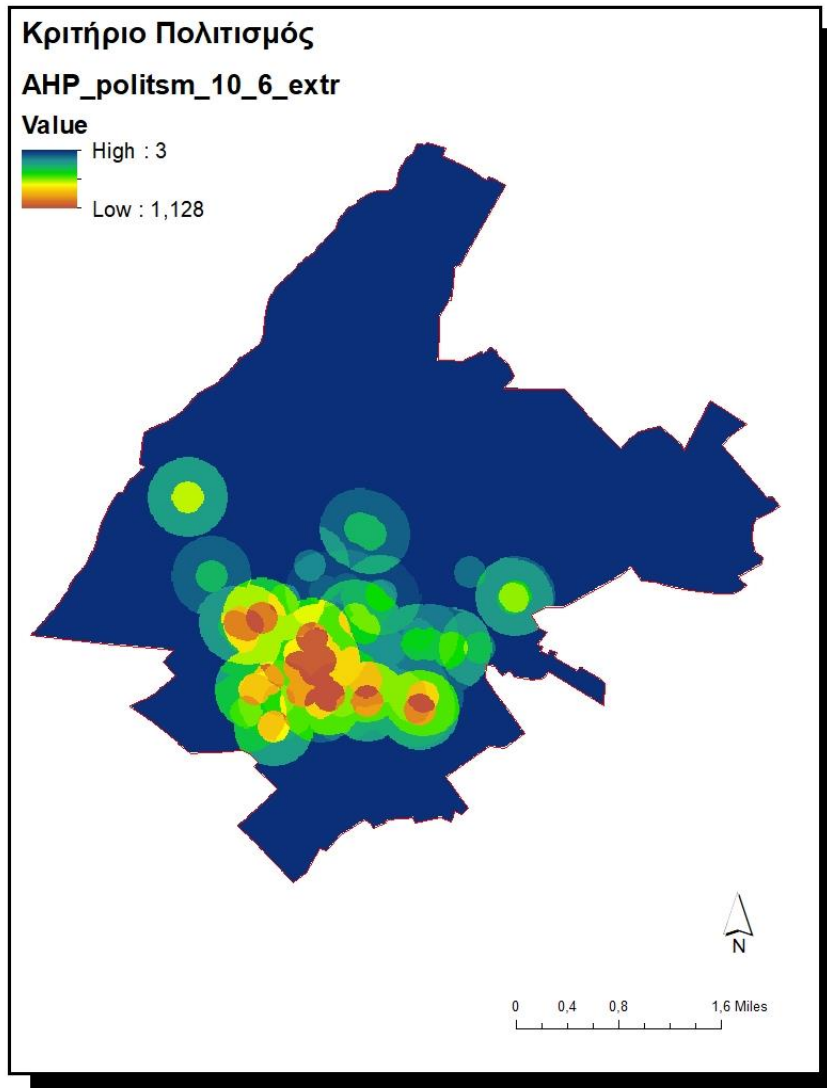 Κριτήριο Πολιτισμός
AHP_politsm_10_6_extr
Value
High : 3
Low : 1,128
N
0 0,4 0,8 1,6 Miles